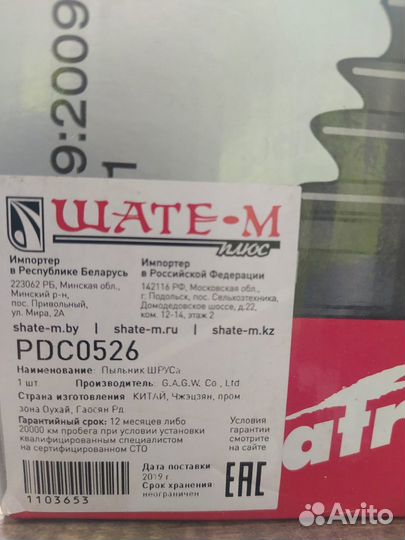 9:2009
1
ШАТЕ-М
плюс
Импортер
в Республике Беларусь
223062 РБ, Минская обл.,
Минский р-н,
пос. Привольный,
ул. Мира, 2А
Импортер
в Российской Федерации
142116 РФ, Московская обл.,
г. Подольск, пос. Сельхозтехника,
Домодедовское шоссе, д.22,
ком. 12-14, этаж 2
shate-m.by | shate-m.ru | shate-m.kz
PDC0526
Наименование: Пыльник ШРУСа
1 шт. Производитель: G.A.G.W. Co., Ltd
Страна изготовления КИТАЙ, Чжэцзян, пром
зона Оухай, Гаосян Рд
Гарантийный срок: 12 месяцев либо
20000 км пробега при условии установки
квалифицированным специалистом
на сертифицированном СТО
Условия
гарантии
смотрите
на сайте
1103653
Дата поставки
2019 г
Срок хранения
неограничен
EAC
atr
Avito